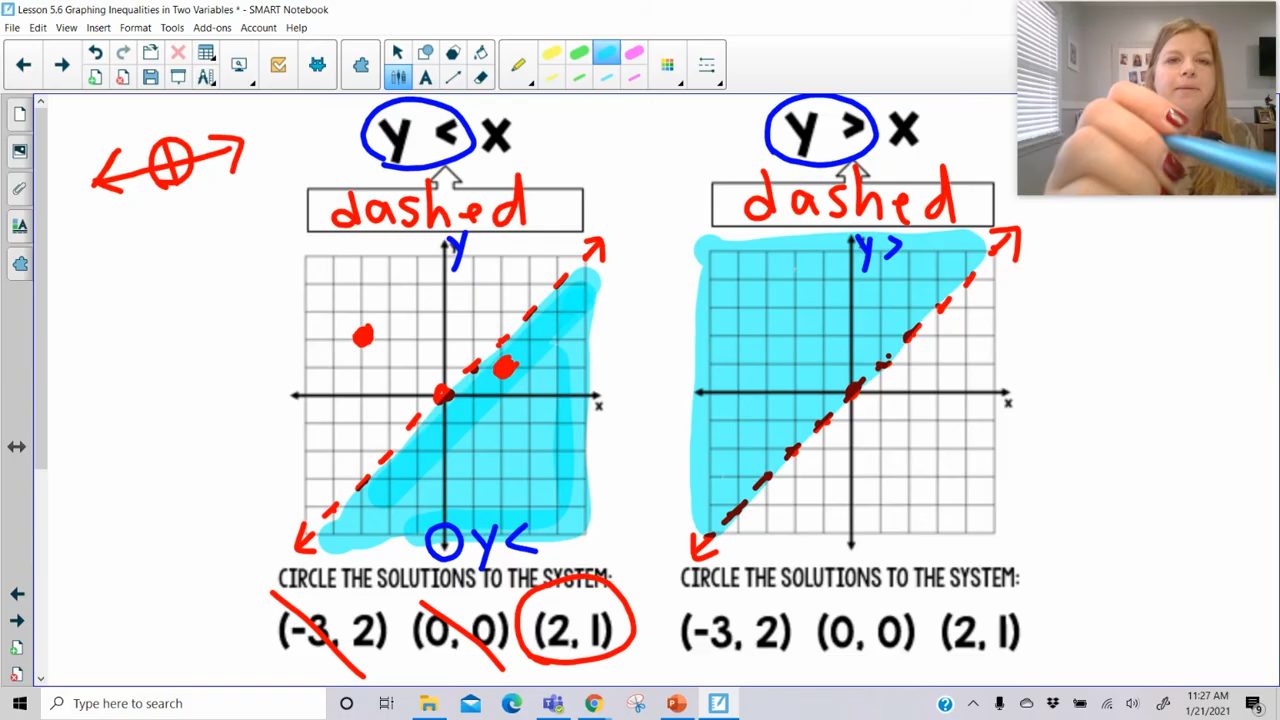 Lesson 5.6 Graphing Inequalities in Two Variables * - SMART Notebook
File Edit View Insert Format Tools Add-ons Account Help
y < x
y > x
dashed
dashed
y
y >
x
x
y <
CIRCLE THE SOLUTIONS TO THE SYSTEM:
(-3, 2) (0, 0) (2, 1)
CIRCLE THE SOLUTIONS TO THE SYSTEM:
(-3, 2) (0, 0) (2, 1)
Type here to search
11:27 AM
1/21/2021
9